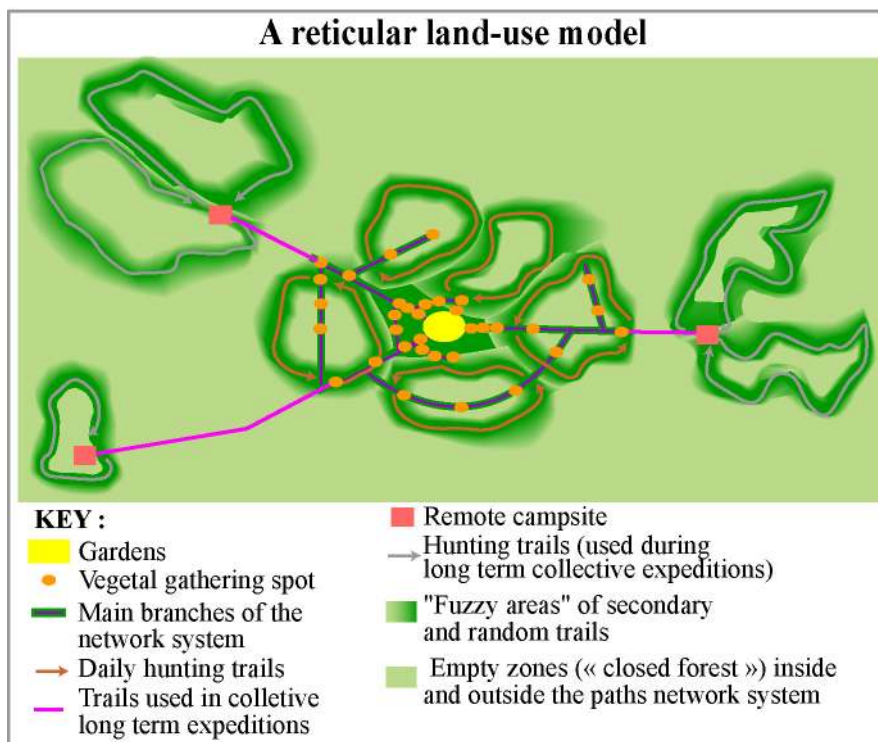 A reticular land-use model
KEY :
Gardens
Vegetal gathering spot
Main branches of the
network system
Daily hunting trails
Trails used in colletive
long term expeditions
Remote campsite
Hunting trails (used during
long term collective expeditions)
"Fuzzy areas" of secondary
and random trails
Empty zones (« closed forest ») inside
and outside the paths network system